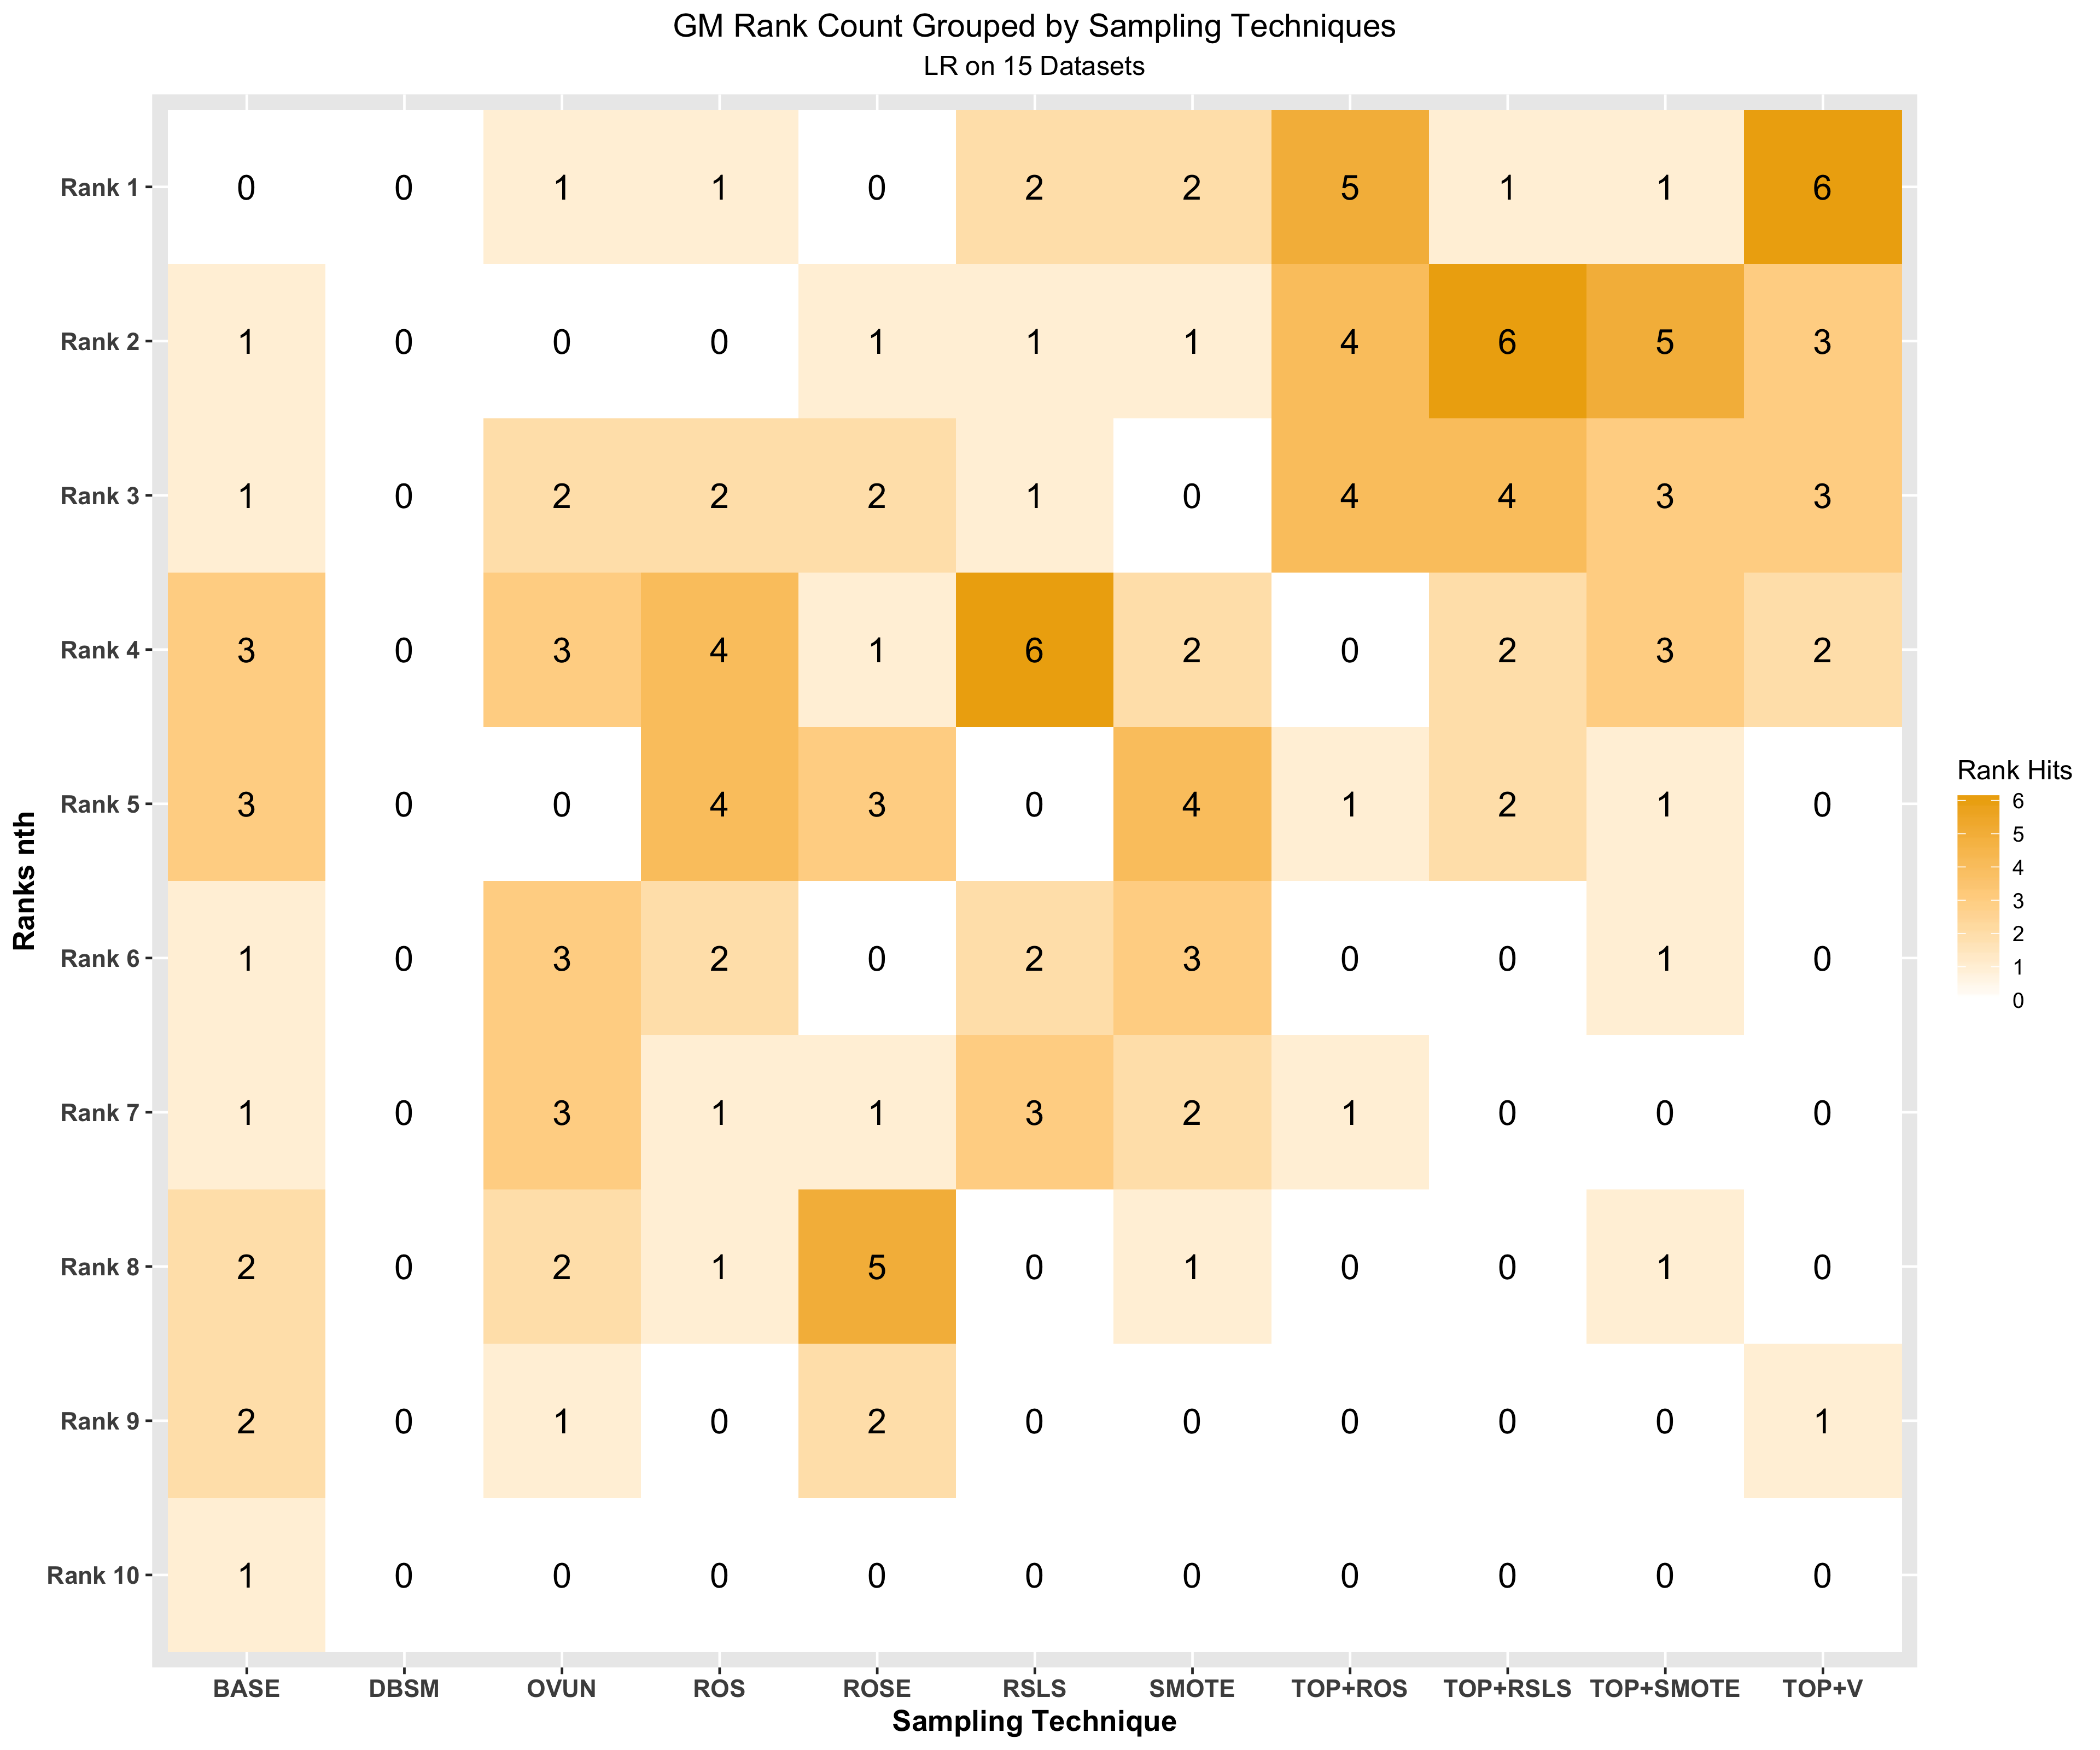 GM Rank Count Grouped by Sampling Techniques
LR on 15 Datasets
Rank 1 0 0 1 1 0 2 2 5 1 1 6
Rank 2 1 0 0 0 1 1 1 4 6 5 3
Rank 3 1 0 2 2 2 1 0 4 4 3 3
Rank 4 3 0 3 4 1 6 2 0 2 3 2
Rank 5 3 0 0 4 3 0 4 1 2 1 0
Rank 6 1 0 3 2 0 2 3 0 0 1 0
Rank 7 1 0 3 1 1 3 2 1 0 0 0
Rank 8 2 0 2 1 5 0 1 0 0 1 0
Rank 9 2 0 1 0 2 0 0 0 0 0 1
Rank 10 1 0 0 0 0 0 0 0 0 0 0
BASE DBSM OVUN ROS ROSE RSLS SMOTE TOP+ROS TOP+RSLS TOP+SMOTE TOP+V
Sampling Technique
Ranks nth
Rank Hits
6
5
4
3
2
1
0